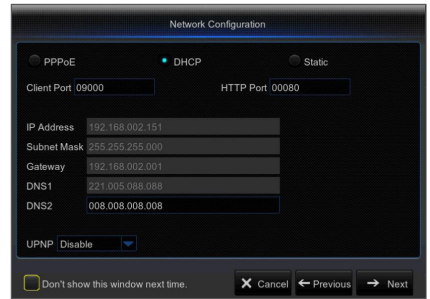 Network Configuration
PPPoE DHCP Static
Client Port 09000 HTTP Port 00080
IP Address 192.168.002.151
Subnet Mask 255.255.255.000
Gateway 192.168.002.001
DNS1 221.005.088.088
DNS2 008.008.008.008
UPNP Disable
Don't show this window next time. Cancel Previous Next